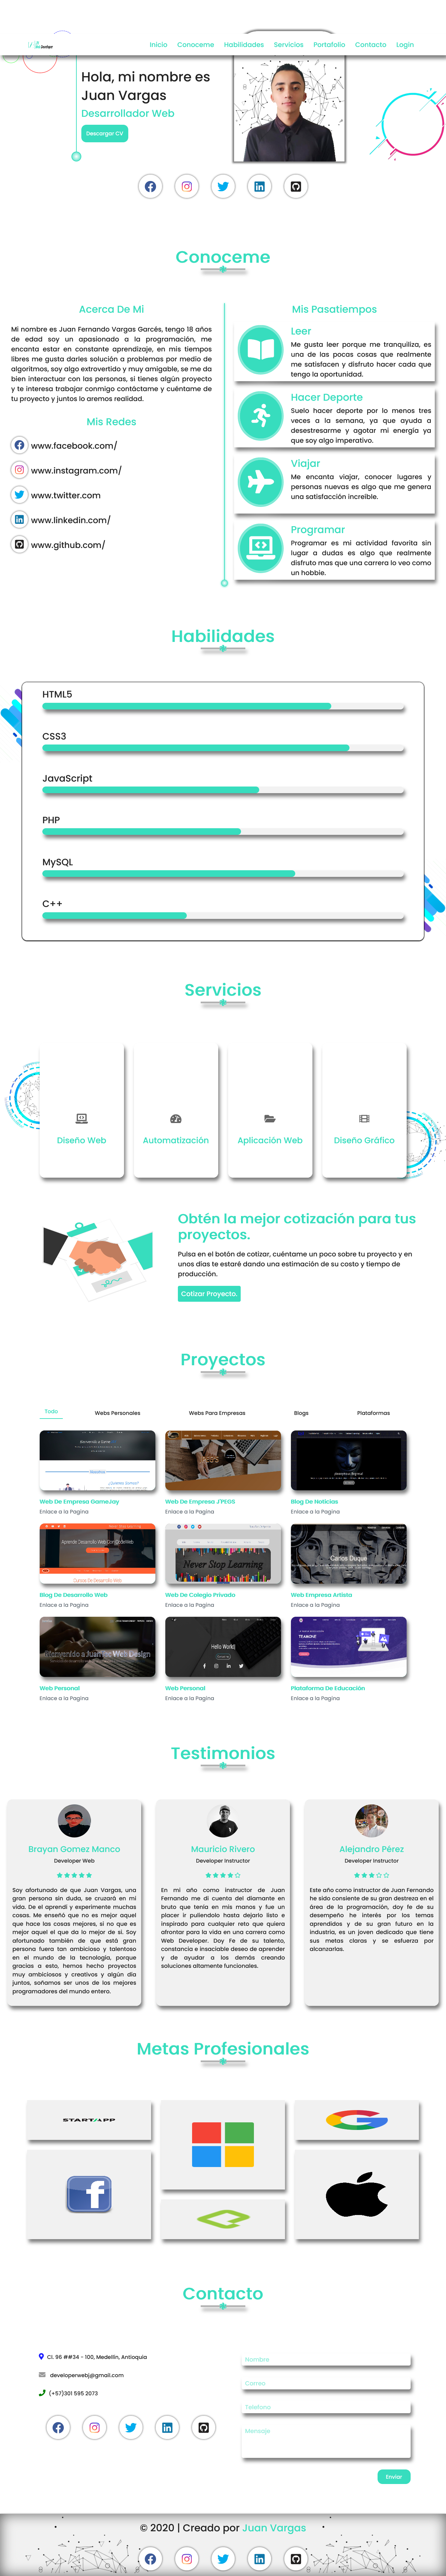 Inicio Conoceme Habilidades Servicios Portafolio Contacto Login
Hola, mi nombre es
Juan Vargas
Desarrollador Web
Descargar CV
Conoceme
Acerca De Mi
Mi nombre es Juan Fernando Vargas Garcés, tengo 18 años
de edad soy un apasionado a la programación, me
encanta estar en constante aprendizaje, en mis tiempos
libres me gusta darles solución a problemas por medio de
algoritmos, soy algo extrovertido y muy amigable, se me da
bien interactuar con las personas, si tienes algún proyecto
y te interesa trabajar conmigo contáctame y cuéntame de
tu proyecto y juntos lo aremos realidad.
Mis Redes
www.facebook.com/
www.instagram.com/
www.twitter.com
www.linkedin.com/
www.github.com/
Mis Pasatiempos
Leer
Me gusta leer porque me tranquiliza, es
una de las pocas cosas que realmente
me satisfacen y disfruto hacer cada que
tengo la oportunidad.
Hacer Deporte
Suelo hacer deporte por lo menos tres
veces a la semana, ya que ayuda a
desestresarme y agotar mi energía ya
que soy algo imperativo.
Viajar
Me encanta viajar, conocer lugares y
personas nuevas es algo que me genera
una satisfacción increíble.
Programar
Programar es mi actividad favorita sin
lugar a dudas es algo que realmente
disfruto mas que una carrera lo veo como
un hobbie.
Habilidades
HTML5
CSS3
JavaScript
PHP
MySQL
C++
Servicios
Diseño Web
Automatización
Aplicación Web
Diseño Gráfico
Obtén la mejor cotización para tus
proyectos.
Pulsa en el botón de cotizar, cuéntame un poco sobre tu proyecto y en
unos días te estaré dando una estimación de su costo y tiempo de
producción.
Cotizar Proyecto.
Proyectos
Todo Webs Personales Webs Para Empresas Blogs Plataformas
Web De Empresa GameJay
Enlace a la Pagina
Web De Empresa J'PEGS
Enlace a la Pagina
Blog De Noticias
Enlace a la Pagina
Blog De Desarrollo Web
Enlace a la Pagina
Never Stop Learning
Web De Colegio Privado
Enlace a la Pagina
Carlos Duque
Web Empresa Artista
Enlace a la Pagina
Web Personal
Enlace a la Pagina
Hello World!
Web Personal
Enlace a la Pagina
Plataforma De Educación
Enlace a la Pagina
Testimonios
Brayan Gomez Manco
Developer Web
Soy afortunado de que Juan Vargas, una
gran persona sin duda, se cruzaró en mi
vida. De el aprendí y experimente muchas
cosas. Me enseñó que no es mejor aquel
que hace las cosas mejores, si no que es
mejor aquel el que da lo mejor de si. Soy
afortunado también de que está gran
persona fuera tan ambiciosa y talentoso
en el mundo de la tecnología, porque
gracias a esto, hemos hecho proyectos
muy ambiciosos y creativos y algún día
juntos, soñamos ser unos de los mejores
programadores del mundo entero.
Mauricio Rivero
Developer Instructor
En mi año como instructor de Juan
Fernando me di cuenta del diamante en
bruto que tenía en mis manos y fue un
placer ir puliendolo hasta dejarlo listo e
inspirado para cualquier reto que quiera
afrontar para la vida en una carrera como
Web Developer. Doy Fe de su talento,
constancia e insaciable deseo de aprender
y de ayudar a los demás creando
soluciones altamente funcionales.
Alejandro Pérez
Developer Instructor
Este año como instructor de Juan Fernando
he sido consciente de su gran destreza en el
área de la programación, doy fe de su
desempeño he interés por los temas
aprendidas y de su gran futuro en la
industria, es un joven dedicado que tiene
sus metas claras y se esfuerza por
alcanzarlas.
Metas Profesionales
STARTAPP
Contacto
Cl. 96 ##34 - 100, Medellin, Antioquia
developerwebj@gmail.com
(+57)301 595 2073
Nombre
Correo
Telefono
Mensaje
Enviar
© 2020 | Creado por Juan Vargas